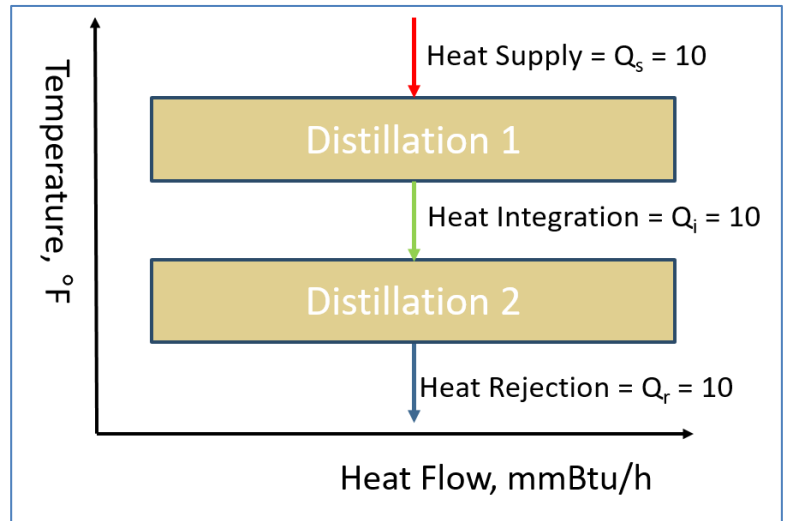 Temperature, °F
Heat Supply = Qₛ = 10
Distillation 1
Heat Integration = Qᵢ = 10
Distillation 2
Heat Rejection = Qᵣ = 10
Heat Flow, mmBtu/h